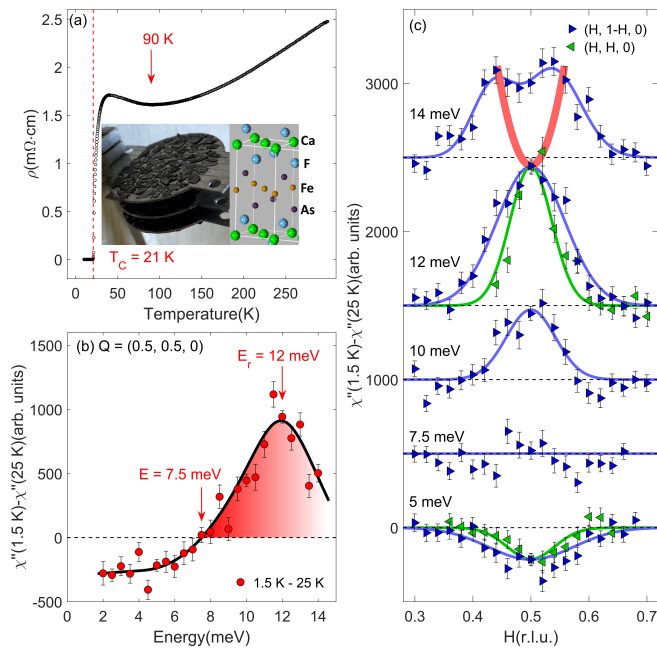 (a)
90 K
ρ(mΩ·cm)
2.5
2
1.5
1
0.5
0
Ca
F
Fe
As
T_C = 21 K
0
50
100
150
200
250
Temperature(K)
(b) Q = (0.5, 0.5, 0)
E_r = 12 meV
E = 7.5 meV
χ''(1.5 K)-χ''(25 K)(arb. units)
1500
1000
500
0
-500
1.5 K - 25 K
0
2
4
6
8
10
12
14
Energy(meV)
(c)
(H, 1-H, 0)
(H, H, 0)
14 meV
12 meV
10 meV
7.5 meV
5 meV
χ''(1.5 K)-χ''(25 K)(arb. units)
3000
2000
1000
0
0.3
0.4
0.5
0.6
0.7
H(r.l.u.)